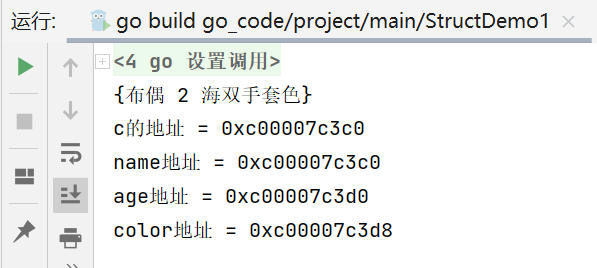 运行: go build go_code/project/main/StructDemo1
<4 go 设置调用>
{布偶 2 海双手套色}
c的地址 = 0xc00007c3c0
name地址 = 0xc00007c3c0
age地址 = 0xc00007c3d0
color地址 = 0xc00007c3d8